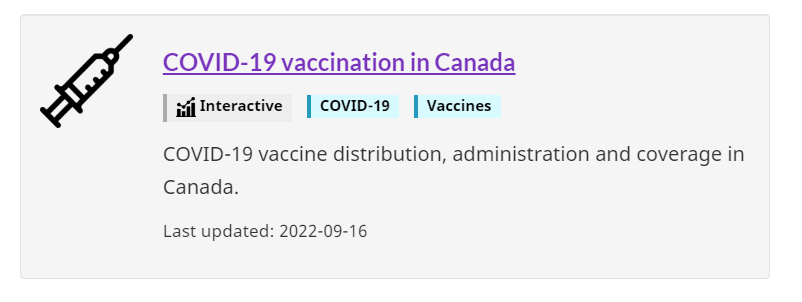 COVID-19 vaccination in Canada
Interactive COVID-19 Vaccines
COVID-19 vaccine distribution, administration and coverage in
Canada.
Last updated: 2022-09-16